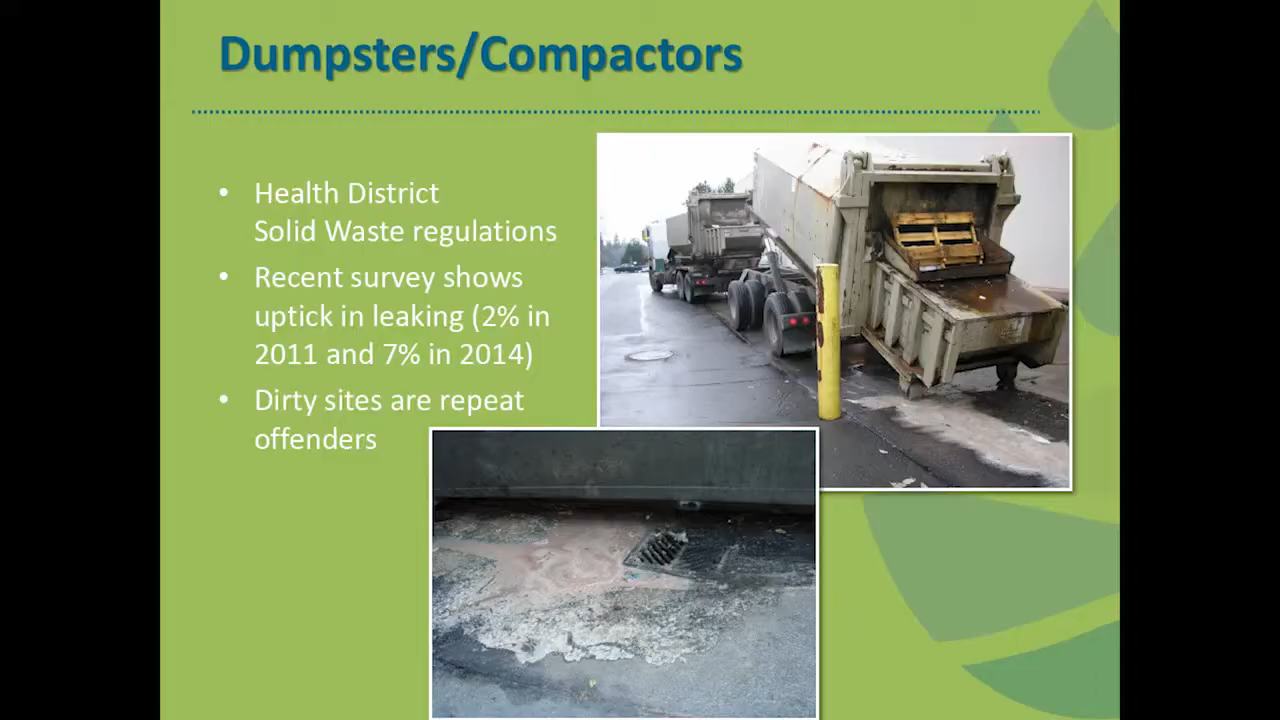 Dumpsters/Compactors
• Health District
Solid Waste regulations
• Recent survey shows
uptick in leaking (2% in
2011 and 7% in 2014)
• Dirty sites are repeat
offenders